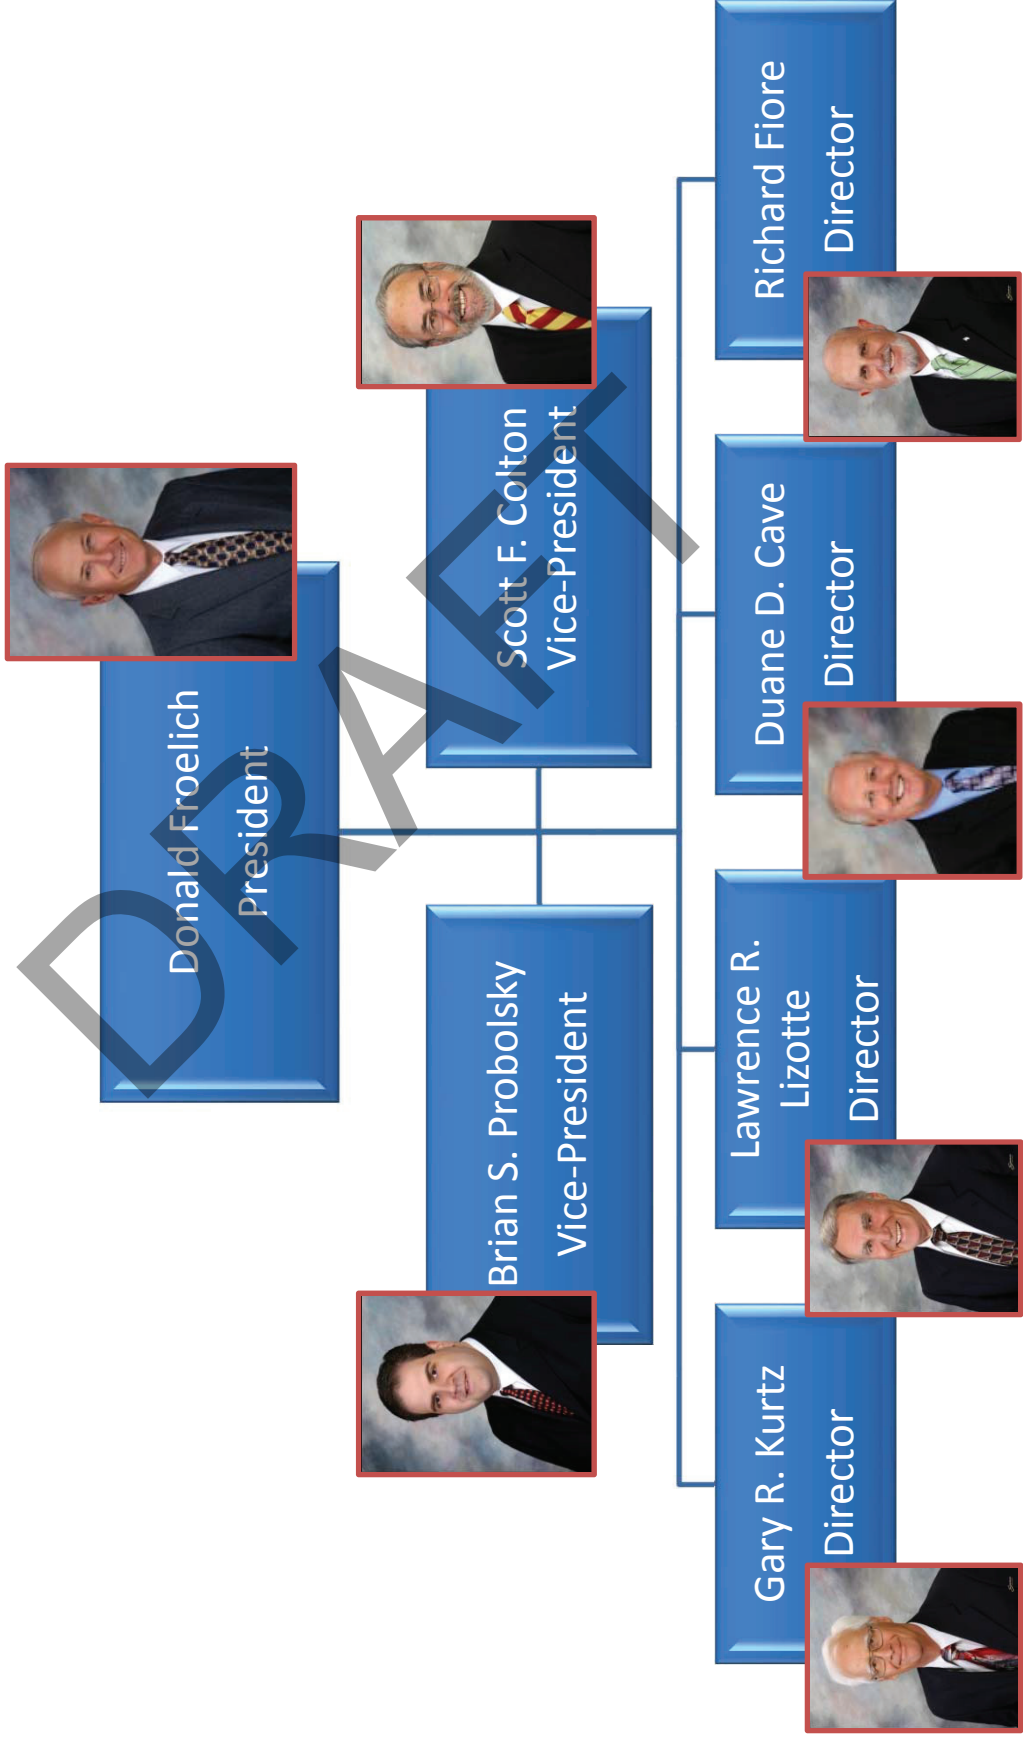 Donald Froelich
President
Brian S. Probolsky
Vice-President
Scott F. Colton
Vice-President
Gary R. Kurtz
Director
Lawrence R.
Lizotte
Director
Duane D. Cave
Director
Richard Fiore
Director
DRAFT